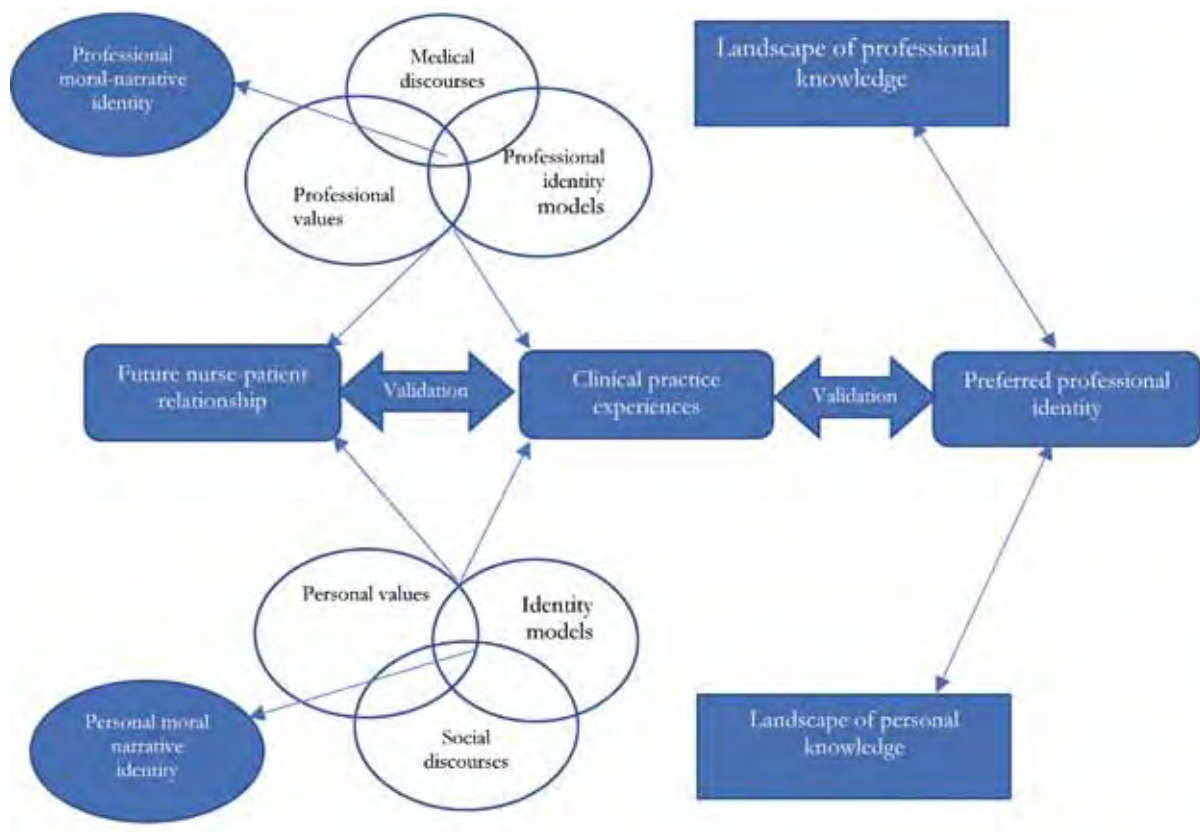 Professional
moral-narrative
identity
Medical
discourses
Professional
identity
models
Professional
values
Landscape of professional
knowledge
Future nurse-patient
relationship
Validation
Clinical practice
experiences
Validation
Preferred professional
identity
Personal values
Identity
models
Social
discourses
Personal moral
narrative
identity
Landscape of personal
knowledge